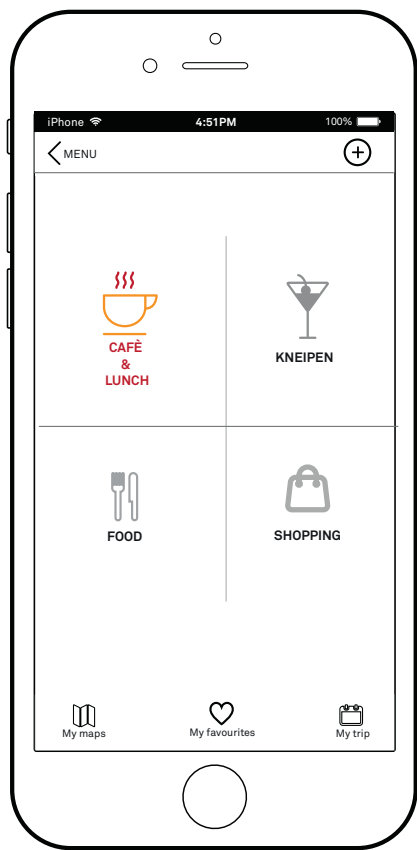 iPhone 4:51PM 100%
MENU
CAFÈ
&
LUNCH
KNEIPEN
FOOD
SHOPPING
My maps
My favourites
My trip